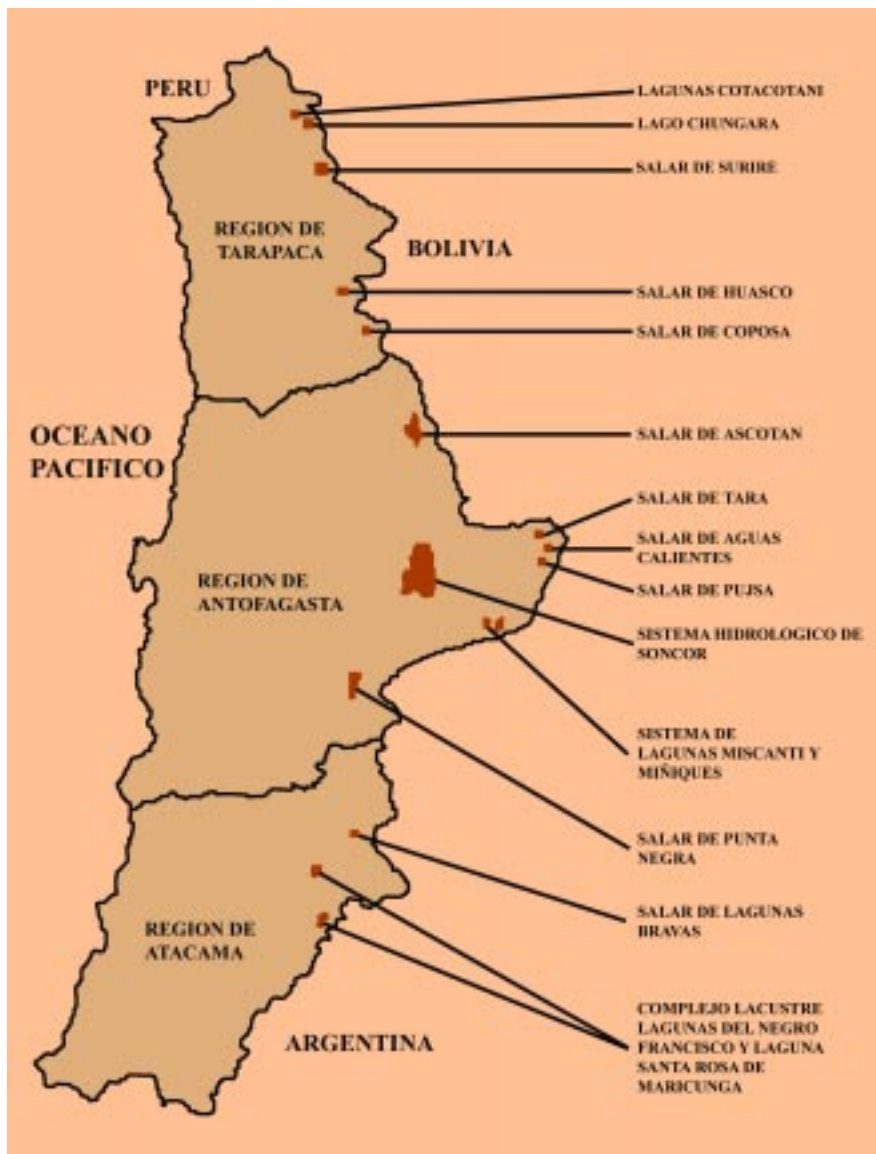 PERU
LAGUNAS COTACOTANI
LAGO CHUNGARA
SALAR DE SURIRE
REGION DE
TARAPACA
BOLIVIA
SALAR DE HUASCO
SALAR DE COPOSA
OCEANO
PACIFICO
SALAR DE ASCOTAN
SALAR DE TARA
SALAR DE AGUAS
CALIENTES
REGION DE
ANTOFAGASTA
SALAR DE PUJSA
SISTEMA HIDROLOGICO DE
SONCOR
SISTEMA DE
LAGUNAS MISCANTI Y
MIÑIQUES
SALAR DE PUNTA
NEGRA
SALAR DE LAGUNAS
BRAVAS
REGION DE
ATACAMA
ARGENTINA
COMPLEJO LACUSTRE
LAGUNAS DEL NEGRO
FRANCISCO Y LAGUNA
SANTA ROSA DE
MARICUNGA